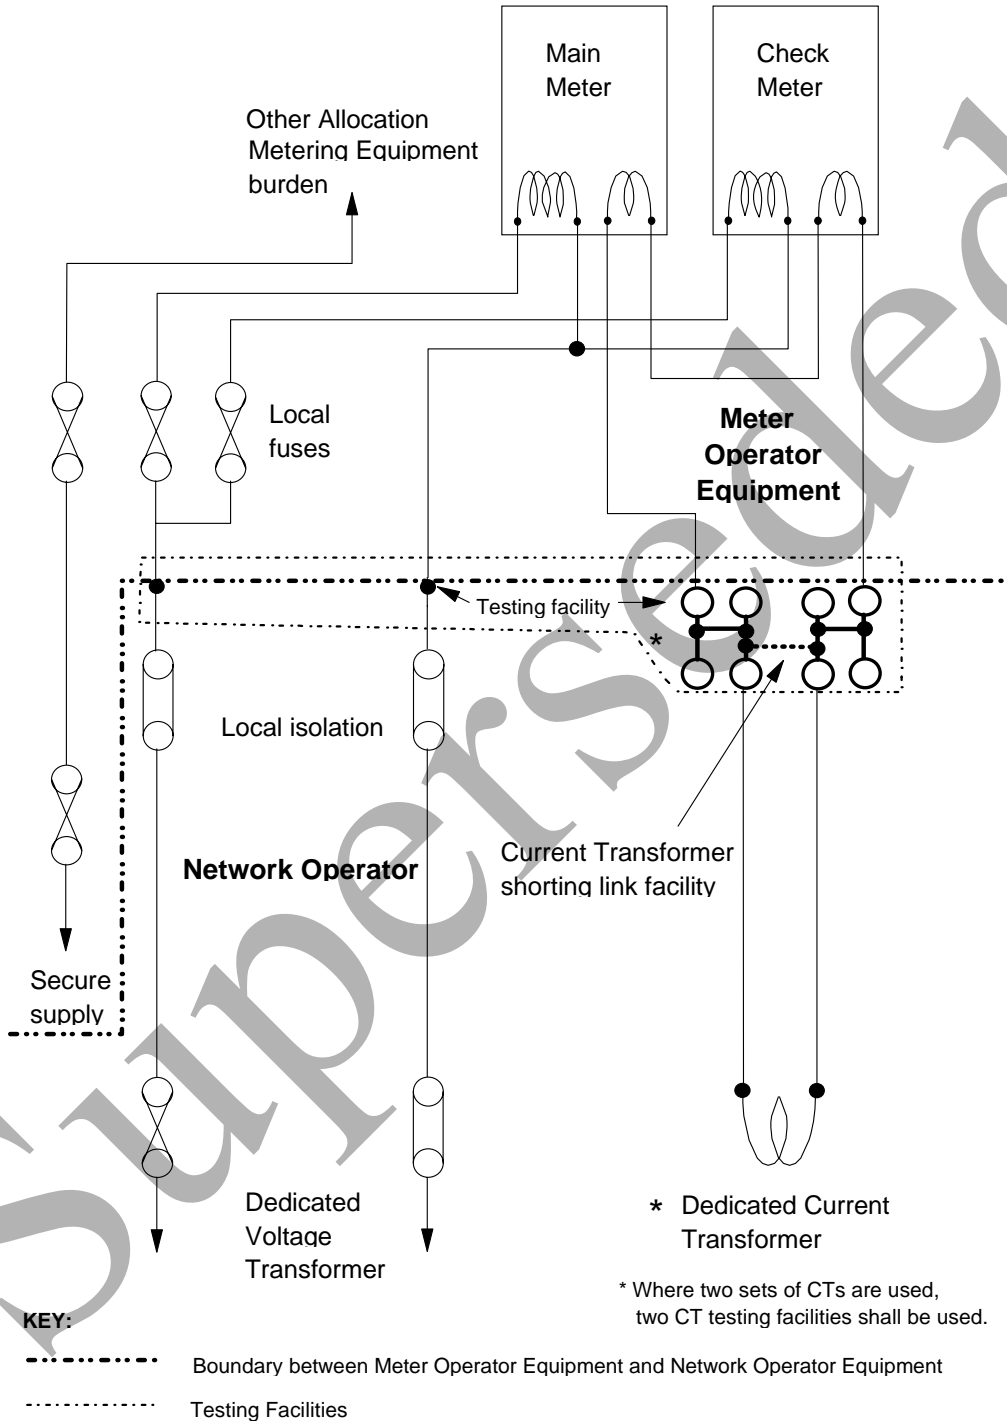 Main
Meter
Check
Meter
Other Allocation
Metering Equipment
burden
Local
fuses
Meter
Operator
Equipment
Testing facility
*
Local isolation
Network Operator
Current Transformer
shorting link facility
Secure
supply
Dedicated
Voltage
Transformer
* Dedicated Current
Transformer
* Where two sets of CTs are used,
two CT testing facilities shall be used.
KEY:
Boundary between Meter Operator Equipment and Network Operator Equipment
Testing Facilities
Superseded